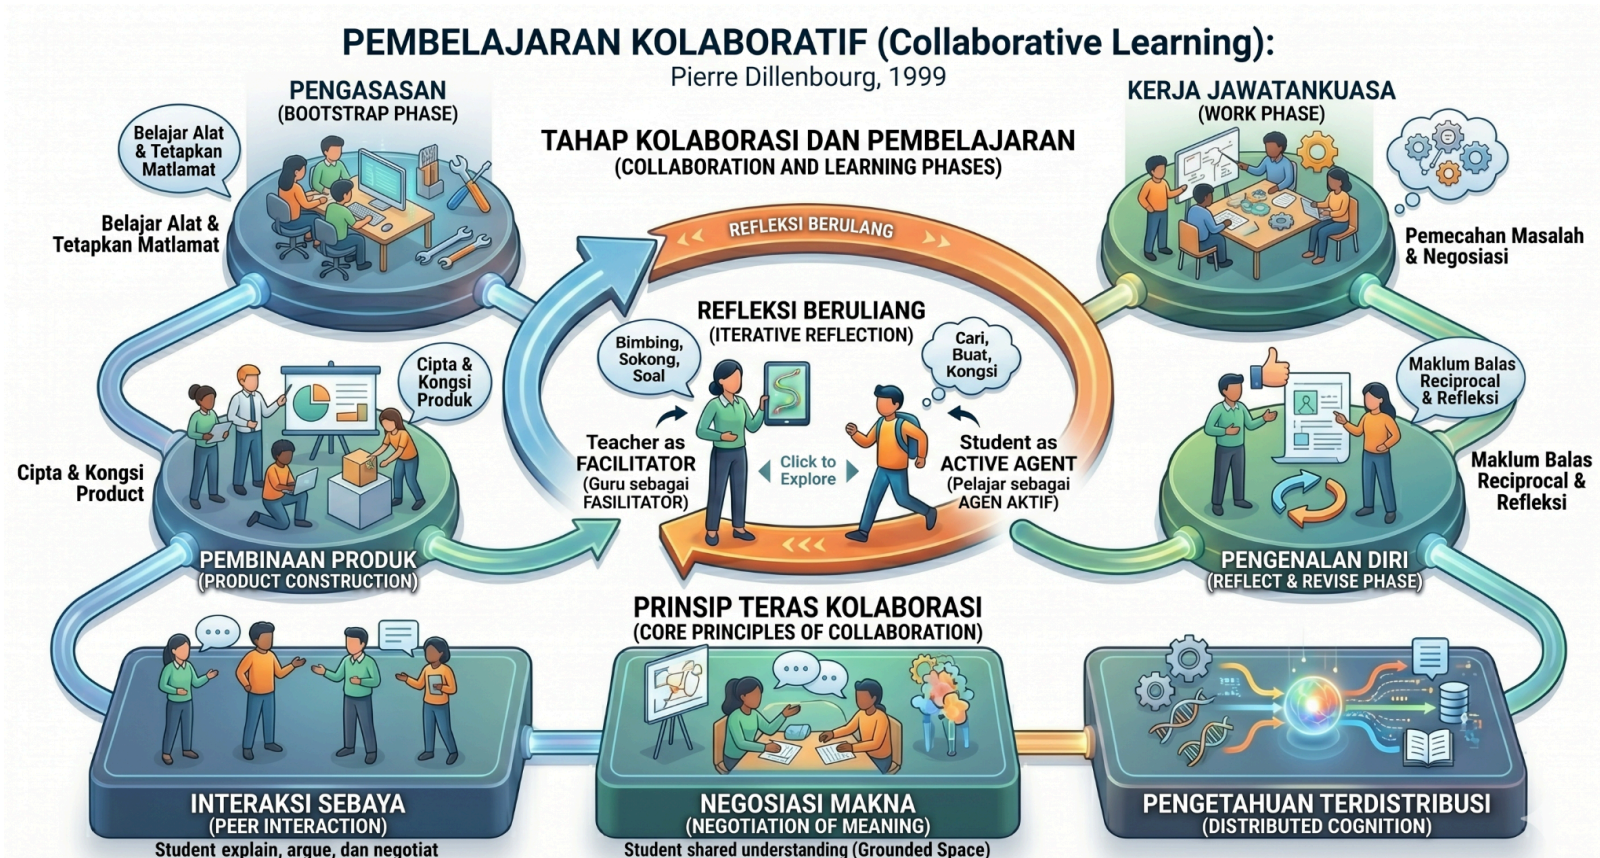 PEMBELAJARAN KOLABORATIF (Collaborative Learning):
Pierre Dillenbourg, 1999
PENGASASAN
(BOOTSTRAP PHASE)
Belajar Alat
& Tetapkan
Matlamat
Belajar Alat &
Tetapkan Matlamat
TAHAP KOLABORASI DAN PEMBELAJARAN
(COLLABORATION AND LEARNING PHASES)
KERJA JAWATANKUASA
(WORK PHASE)
Pemecahan Masalah
& Negosiasi
REFLEKSI BERULANG
REFLEKSI BERULIANG
(ITERATIVE REFLECTION)
Bimbing,
Sokong,
Soal
Cari,
Buat,
Kongsi
Teacher as
FACILITATOR
(Guru sebagai
FASILITATOR)
Click to
Explore
Student as
ACTIVE AGENT
(Pelajar sebagai
AGEN AKTIF)
Cipta &
Kongsi
Produk
Cipta & Kongsi
Product
PEMBINAAN PRODUK
(PRODUCT CONSTRUCTION)
Maklum Balas
Reciprocal
& Refleksi
Maklum Balas
Reciprocal &
Refleksi
PENGENALAN DIRI
(REFLECT & REVISE PHASE)
PRINSIP TERAS KOLABORASI
(CORE PRINCIPLES OF COLLABORATION)
INTERAKSI SEBAYA
(PEER INTERACTION)
Student explain, argue, dan negotiat
NEGOSIASI MAKNA
(NEGOTIATION OF MEANING)
Student shared understanding (Grounded Space)
PENGETAHUAN TERDISTRIBUSI
(DISTRIBUTED COGNITION)